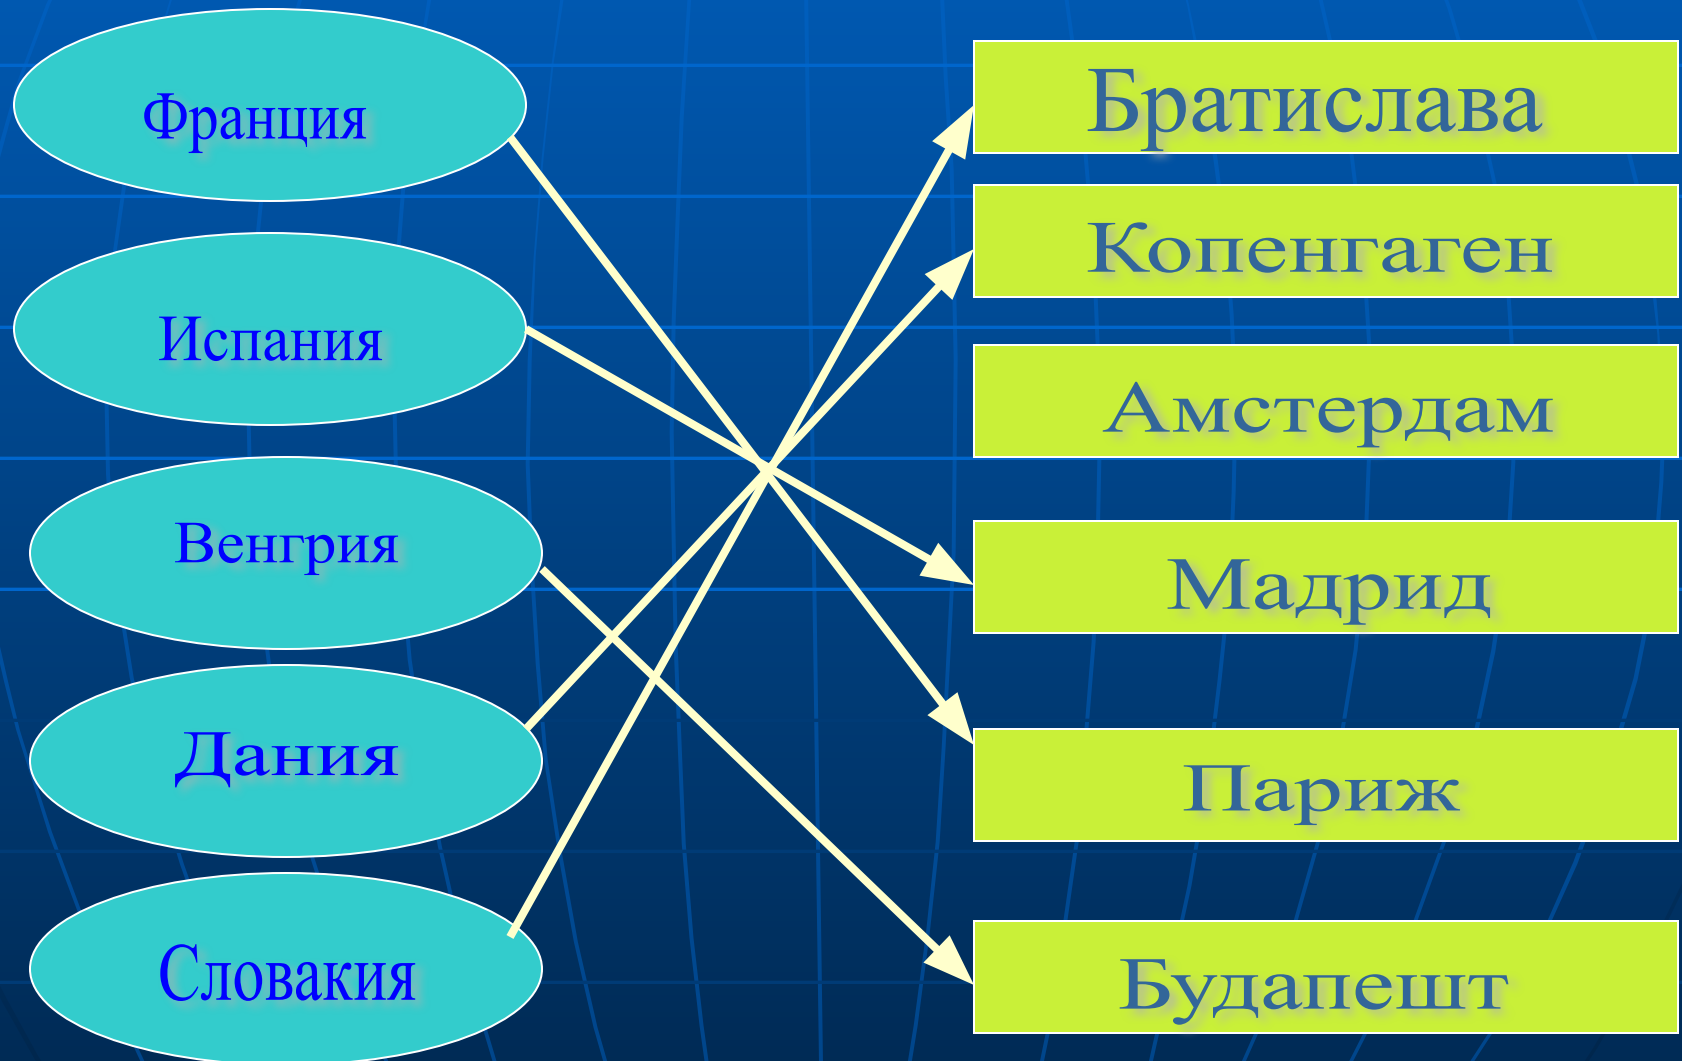 Франция
Испания
Венгрия
Дания
Словакия
Братислава
Копенгаген
Амстердам
Мадрид
Париж
Будапешт